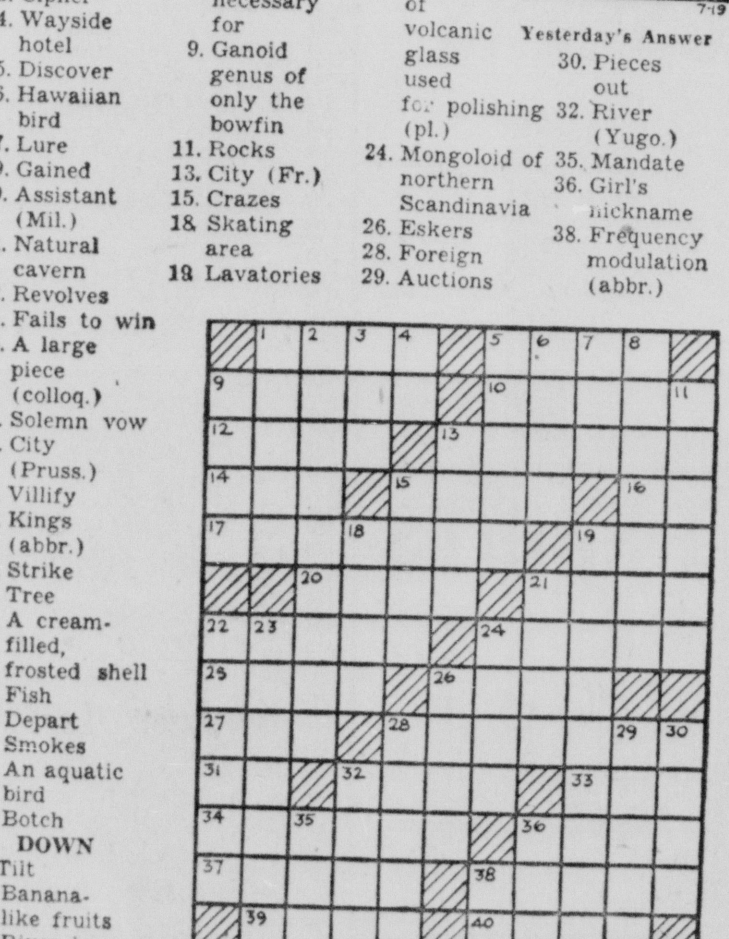 4. Wayside
hotel
5. Discover
6. Hawaiian
bird
7. Lure
9. Gained
Assistant
(Mil.)
Natural
cavern
Revolves
Fails to win
A large
piece
(colloq.)
Solemn vow
City
(Pruss.)
Villify
Kings
(abbr.)
Strike
Tree
A cream-
filled,
frosted shell
Fish
Depart
Smokes
An aquatic
bird
Botch
DOWN
Tilt
Banana-
like fruits
necessary
for
9. Ganoid
genus of
only the
bowfin
11. Rocks
13. City (Fr.)
15. Crazes
18. Skating
area
19. Lavatories
of
volcanic
glass
used
for polishing
(pl.)
24. Mongoloid of
northern
Scandinavia
26. Eskers
28. Foreign
29. Auctions
7-19
Yesterday's Answer
30. Pieces
out
32. River
(Yugo.)
35. Mandate
36. Girl's
nickname
38. Frequency
modulation
(abbr.)
1 2 3 4 5 6 7 8
9 10 11
12 13
14 15 16
17 18 19
20 21
22 23 24
25 26
27 28 29 30
31 32 33
34 35 36
37 38
39 40